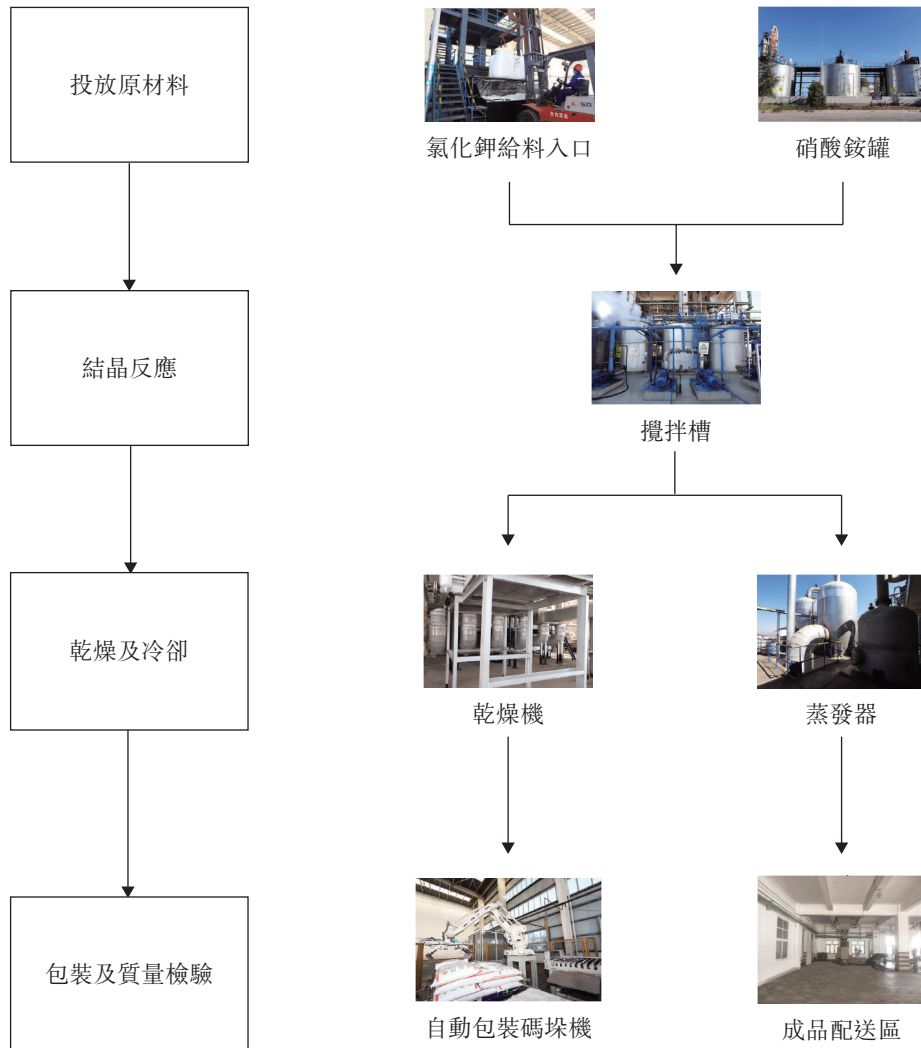 投放原材料
氯化鉀給料入口
硝酸銨罐
結晶反應
攪拌槽
乾燥及冷卻
乾燥機
蒸發器
包裝及質量檢驗
自動包裝碼垛機
成品配送區